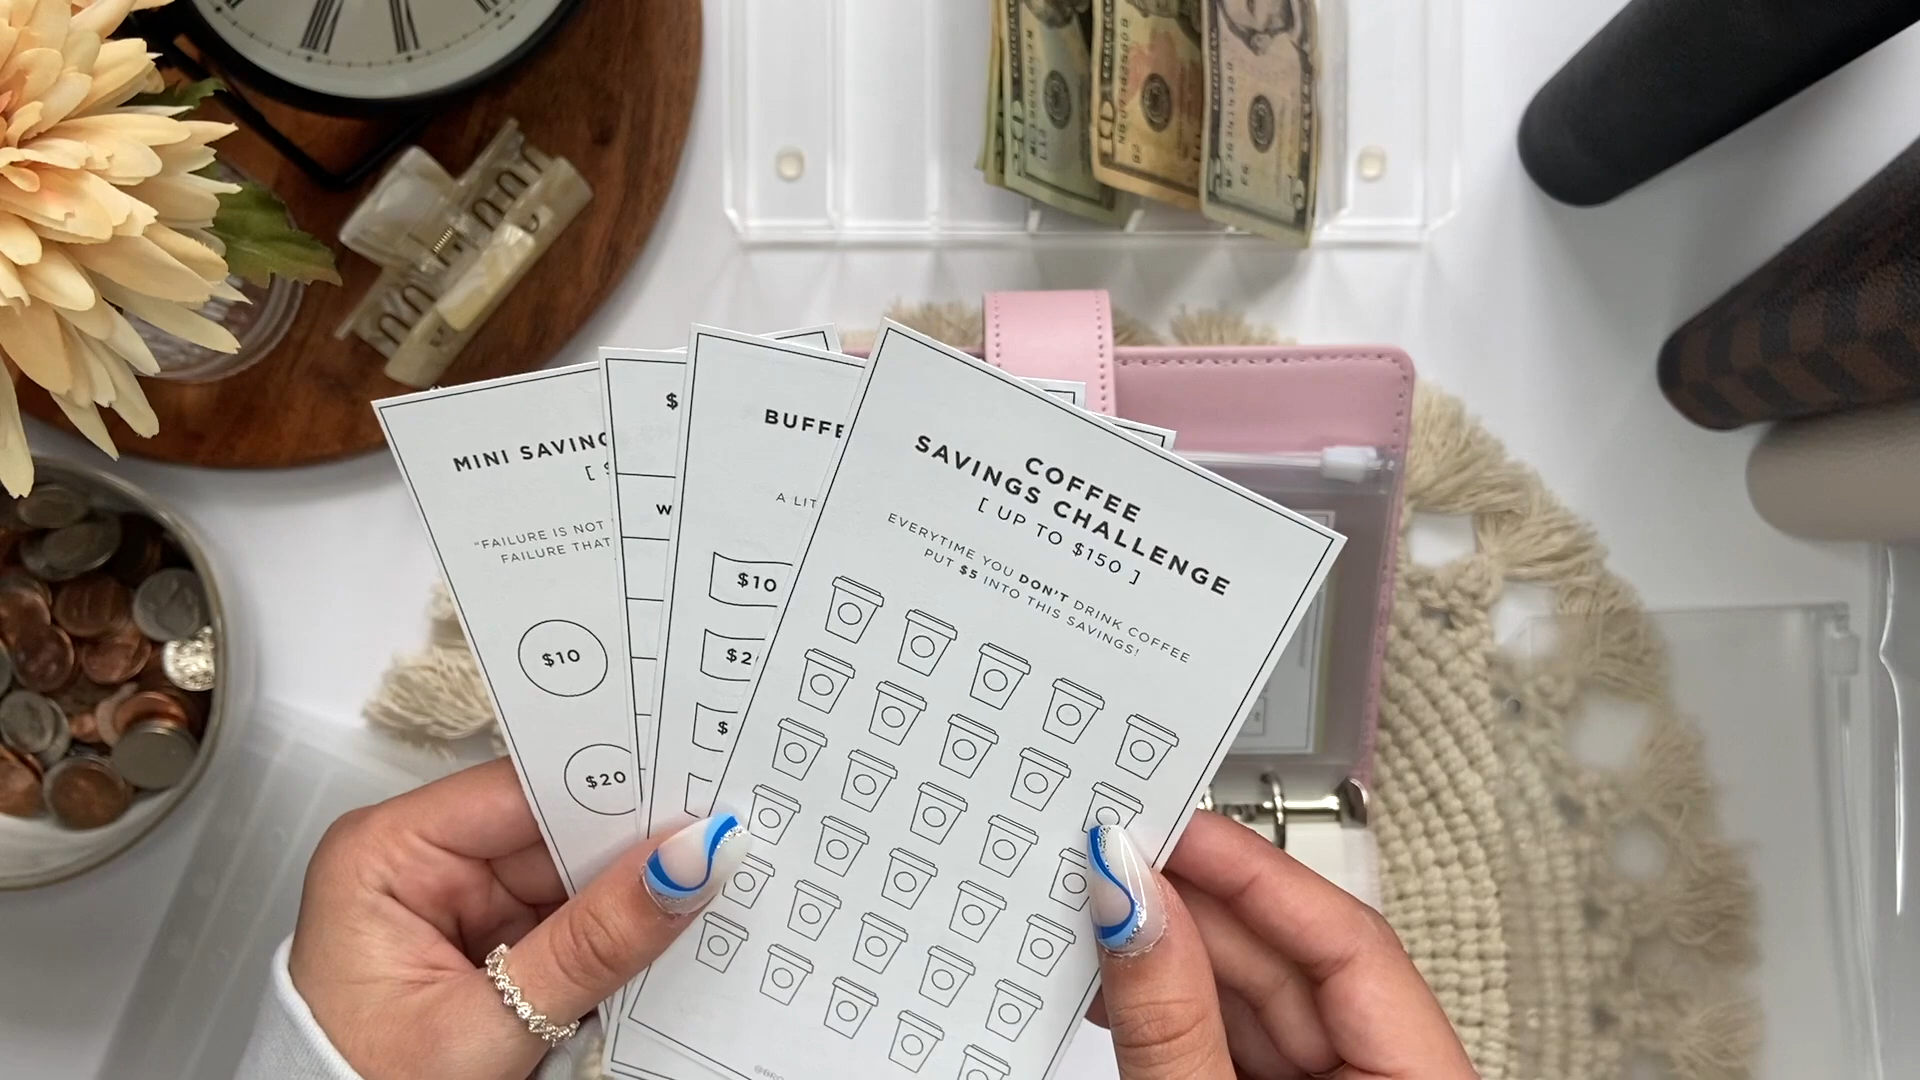 MINI SAVING
[ $
"FAILURE IS NOT
FAILURE THAT
$10
$20
$
W
BUFFE
A LIT
$10
$2
$
COFFEE
SAVINGS CHALLENGE
[ UP TO $150 ]
EVERYTIME YOU DON'T DRINK COFFEE
PUT $5 INTO THIS SAVINGS!